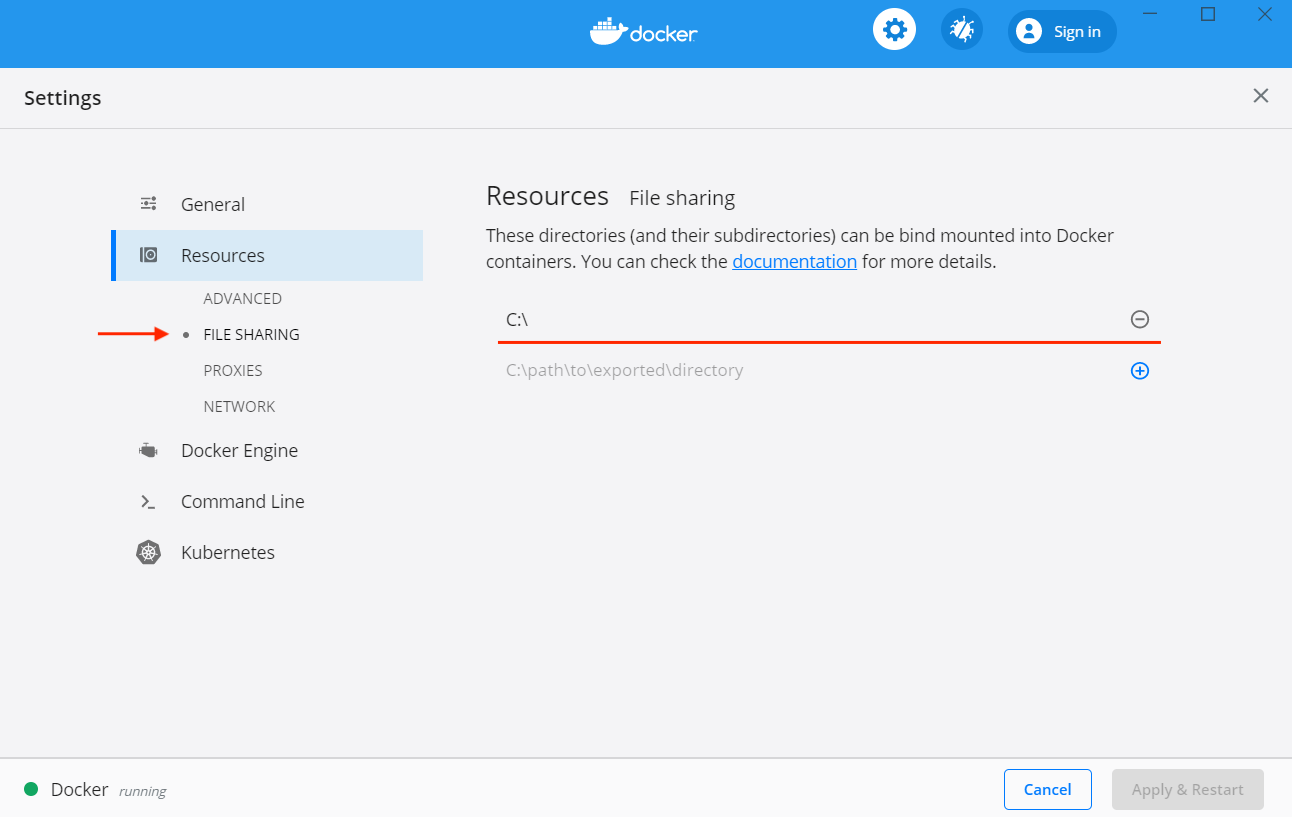 docker
Sign in
Settings
General
Resources
ADVANCED
FILE SHARING
PROXIES
NETWORK
Docker Engine
Command Line
Kubernetes
Resources File sharing
These directories (and their subdirectories) can be bind mounted into Docker
containers. You can check the documentation for more details.
C:\
C:\path\to\exported\directory
Docker running
Cancel
Apply & Restart